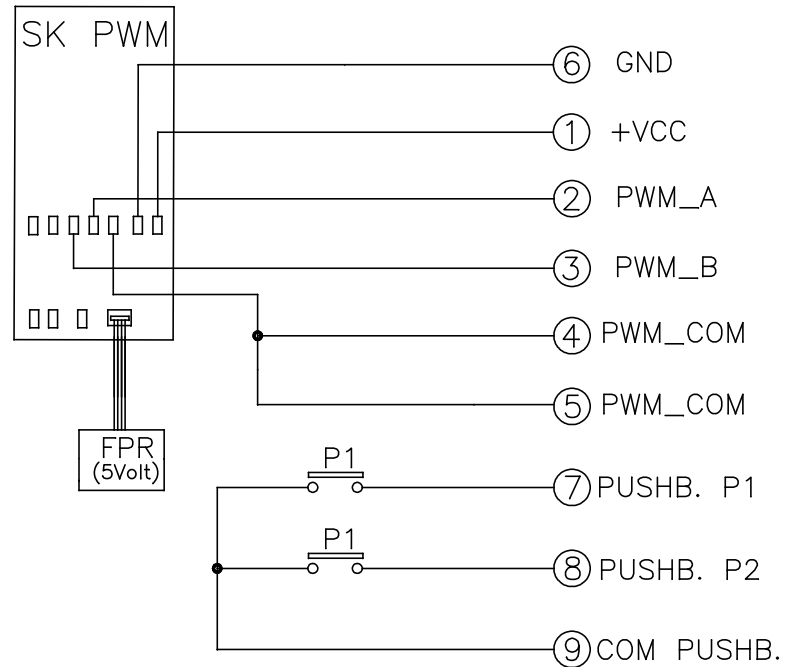 SK PWM
6 GND
1 +VCC
2 PWM_A
3 PWM_B
4 PWM_COM
5 PWM_COM
FPR
(5Volt)
P1
7 PUSHB. P1
P1
8 PUSHB. P2
9 COM PUSHB.